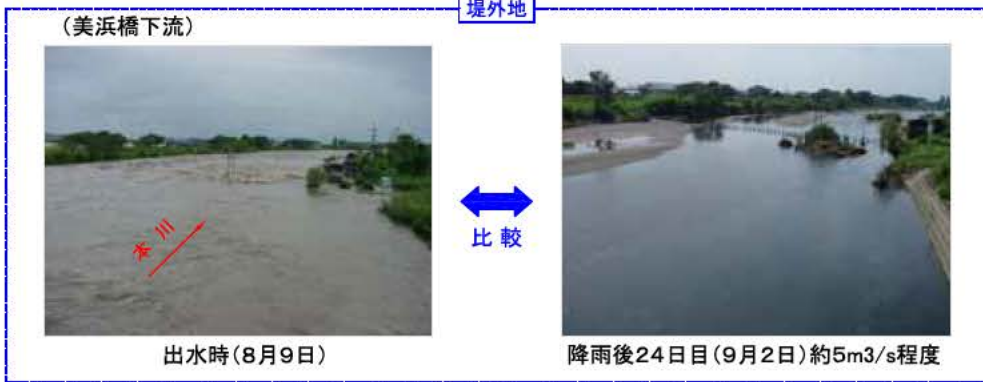 堤外地
（美浜橋下流）
本川
比較
出水時（８月９日）
降雨後２４日目（９月２日）約５m3/s程度